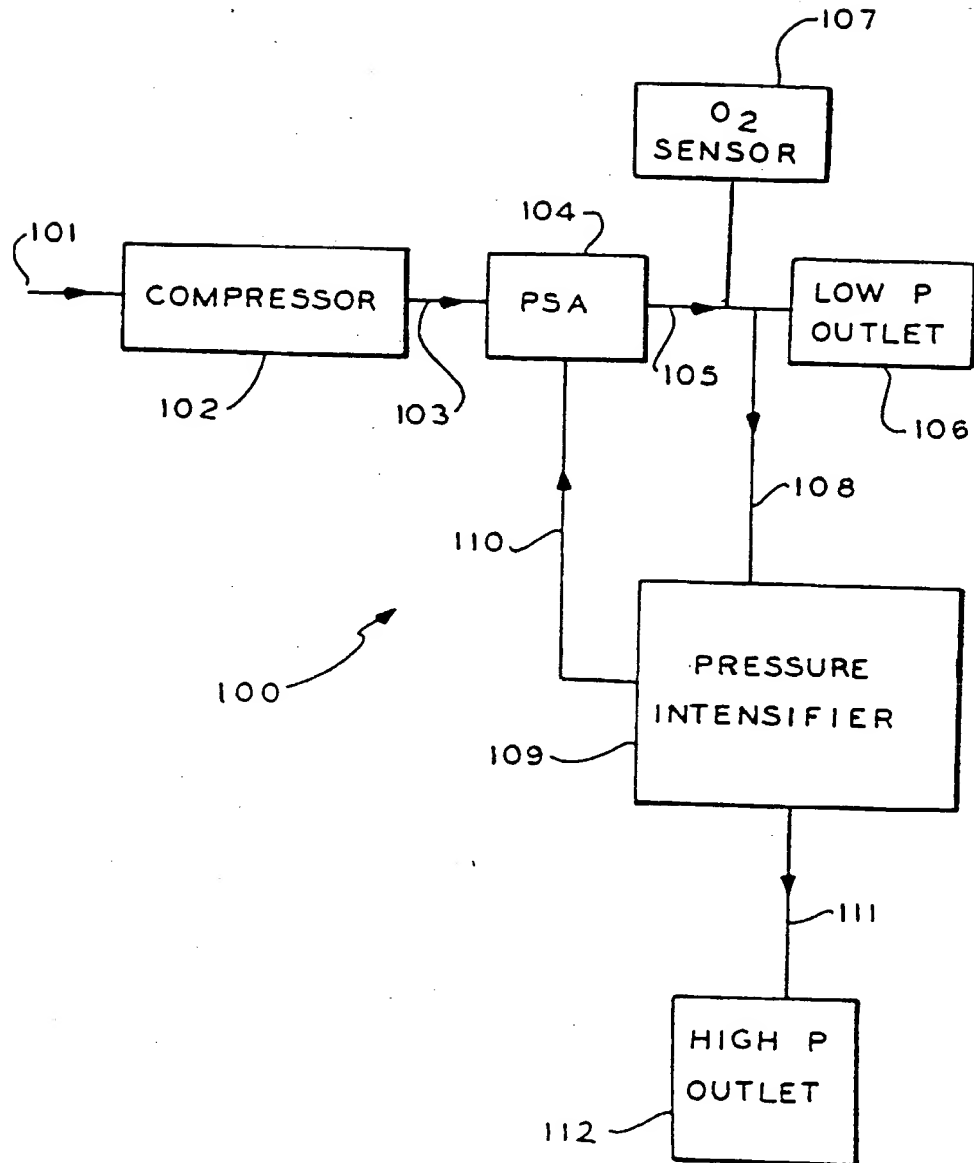 107
O2
SENSOR
104
101
COMPRESSOR
PSA
LOW P
OUTLET
102
103
105
106
108
110
100
PRESSURE
INTENSIFIER
109
111
HIGH P
OUTLET
112